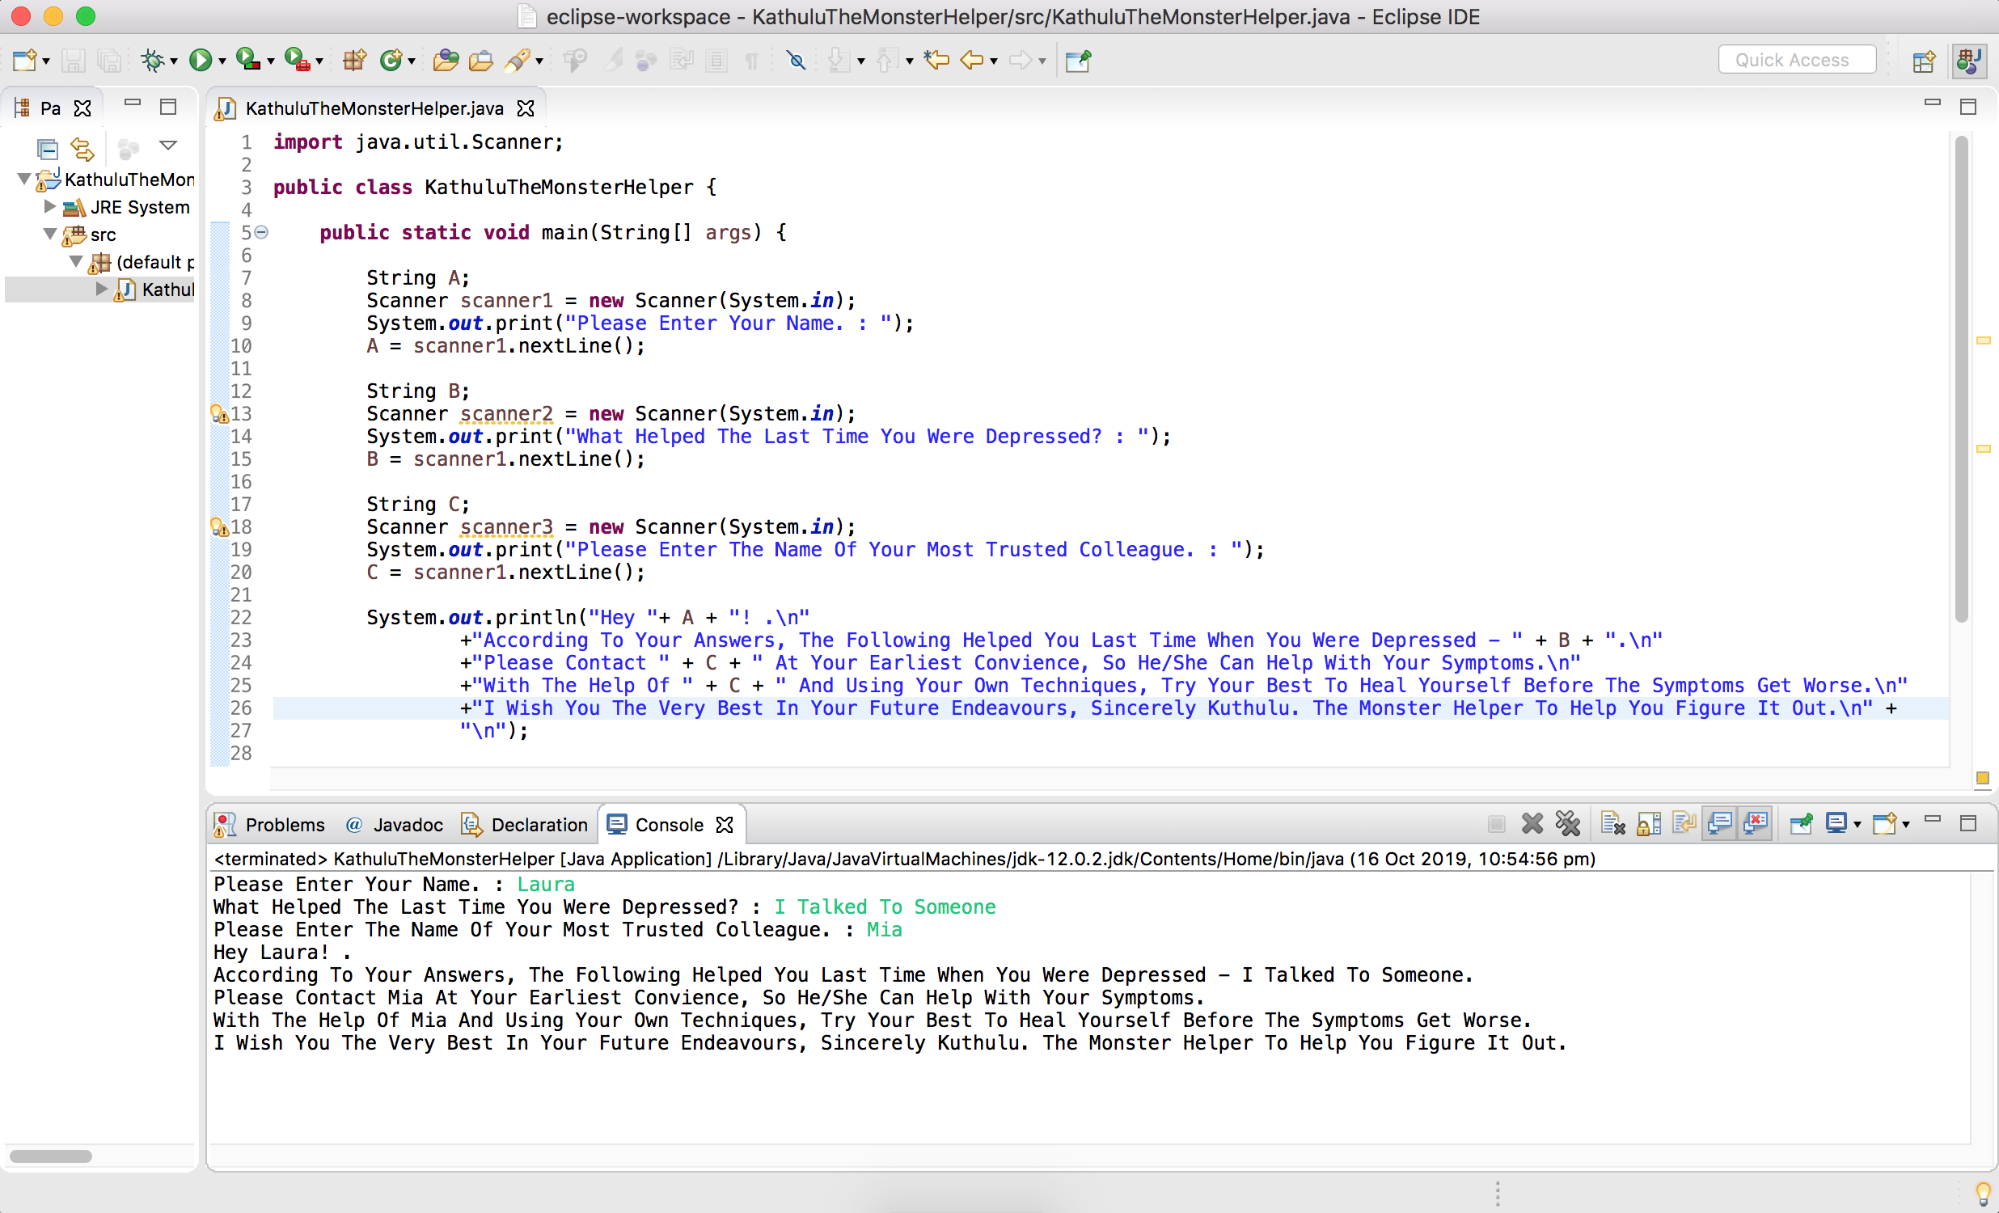 eclipse-workspace - KathuluTheMonsterHelper/src/KathuluTheMonsterHelper.java - Eclipse IDE
Quick Access
Pa
KathuluTheMonsterHelper.java
KathuluTheMon
JRE System
src
(default p
Kathul
1 import java.util.Scanner;
2
3 public class KathuluTheMonsterHelper {
4
5 public static void main(String[] args) {
6
7 String A;
8 Scanner scanner1 = new Scanner(System.in);
9 System.out.print("Please Enter Your Name. : ");
10 A = scanner1.nextLine();
11
12 String B;
13 Scanner scanner2 = new Scanner(System.in);
14 System.out.print("What Helped The Last Time You Were Depressed? : ");
15 B = scanner1.nextLine();
16
17 String C;
18 Scanner scanner3 = new Scanner(System.in);
19 System.out.print("Please Enter The Name Of Your Most Trusted Colleague. : ");
20 C = scanner1.nextLine();
21
22 System.out.println("Hey "+ A + "! .\n"
23 +"According To Your Answers, The Following Helped You Last Time When You Were Depressed – " + B + ".\n"
24 +"Please Contact " + C + " At Your Earliest Convience, So He/She Can Help With Your Symptoms.\n"
25 +"With The Help Of " + C + " And Using Your Own Techniques, Try Your Best To Heal Yourself Before The Symptoms Get Worse.\n"
26 +"I Wish You The Very Best In Your Future Endeavours, Sincerely Kuthulu. The Monster Helper To Help You Figure It Out.\n" +
27 "\n");
28
Problems @ Javadoc Declaration Console
<terminated> KathuluTheMonsterHelper [Java Application] /Library/Java/JavaVirtualMachines/jdk-12.0.2.jdk/Contents/Home/bin/java (16 Oct 2019, 10:54:56 pm)
Please Enter Your Name. : Laura
What Helped The Last Time You Were Depressed? : I Talked To Someone
Please Enter The Name Of Your Most Trusted Colleague. : Mia
Hey Laura! .
According To Your Answers, The Following Helped You Last Time When You Were Depressed – I Talked To Someone.
Please Contact Mia At Your Earliest Convience, So He/She Can Help With Your Symptoms.
With The Help Of Mia And Using Your Own Techniques, Try Your Best To Heal Yourself Before The Symptoms Get Worse.
I Wish You The Very Best In Your Future Endeavours, Sincerely Kuthulu. The Monster Helper To Help You Figure It Out.